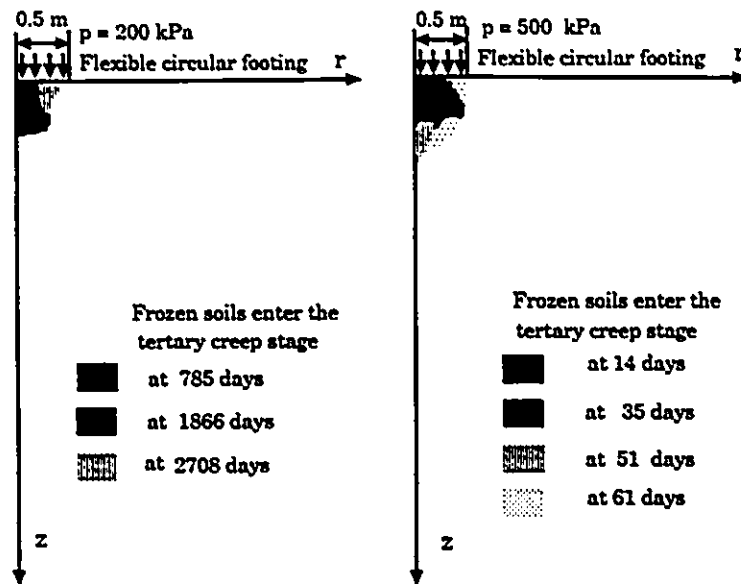 0.5 m
p = 200 kPa
Flexible circular footing
r
Frozen soils enter the
tertary creep stage
at 785 days
at 1866 days
at 2708 days
z
0.5 m
p = 500 kPa
Flexible circular footing
r
Frozen soils enter the
tertary creep stage
at 14 days
at 35 days
at 51 days
at 61 days
z